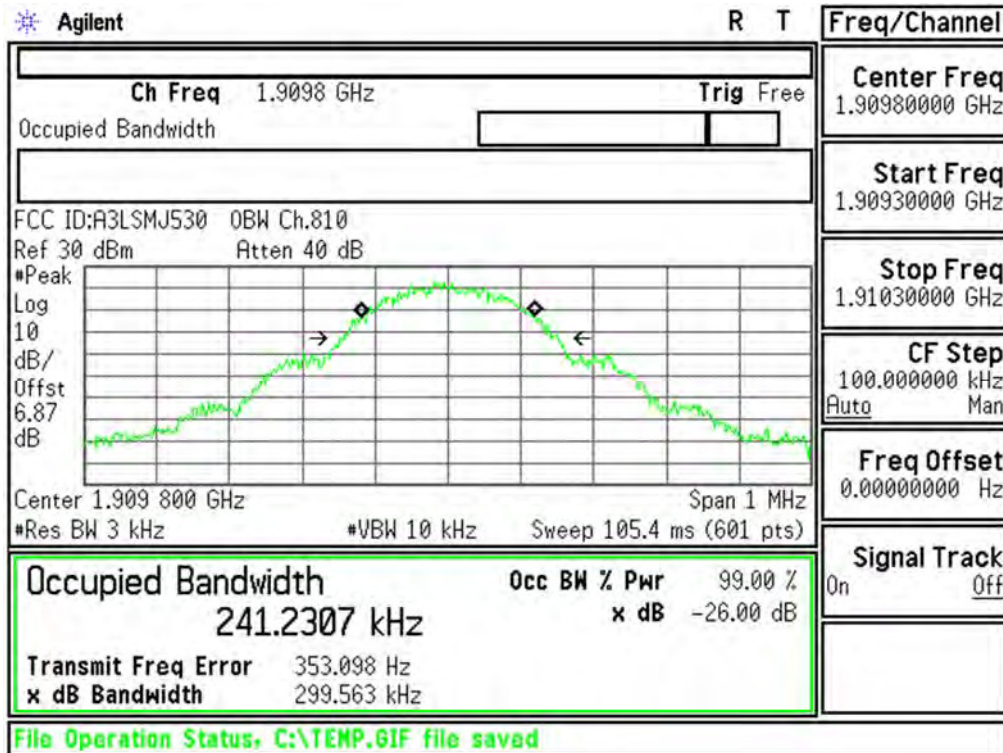 Agilent R T Freq/Channel
Ch Freq 1.9098 GHz Trig Free
Occupied Bandwidth
Center Freq
1.90980000 GHz
Start Freq
1.90930000 GHz
Stop Freq
1.91030000 GHz
CF Step
100.000000 kHz
Auto Man
Freq Offset
0.00000000 Hz
Signal Track
On Off
FCC ID:A3LSMJ530 OBW Ch.810
Ref 30 dBm Atten 40 dB
#Peak
Log
10
dB/
Offst
6.87
dB
Center 1.909 800 GHz Span 1 MHz
#Res BW 3 kHz #VBW 10 kHz Sweep 105.4 ms (601 pts)
Occupied Bandwidth
241.2307 kHz
Occ BW % Pwr 99.00 %
x dB -26.00 dB
Transmit Freq Error 353.098 Hz
x dB Bandwidth 299.563 kHz
File Operation Status, C:\TEMP.GIF file saved